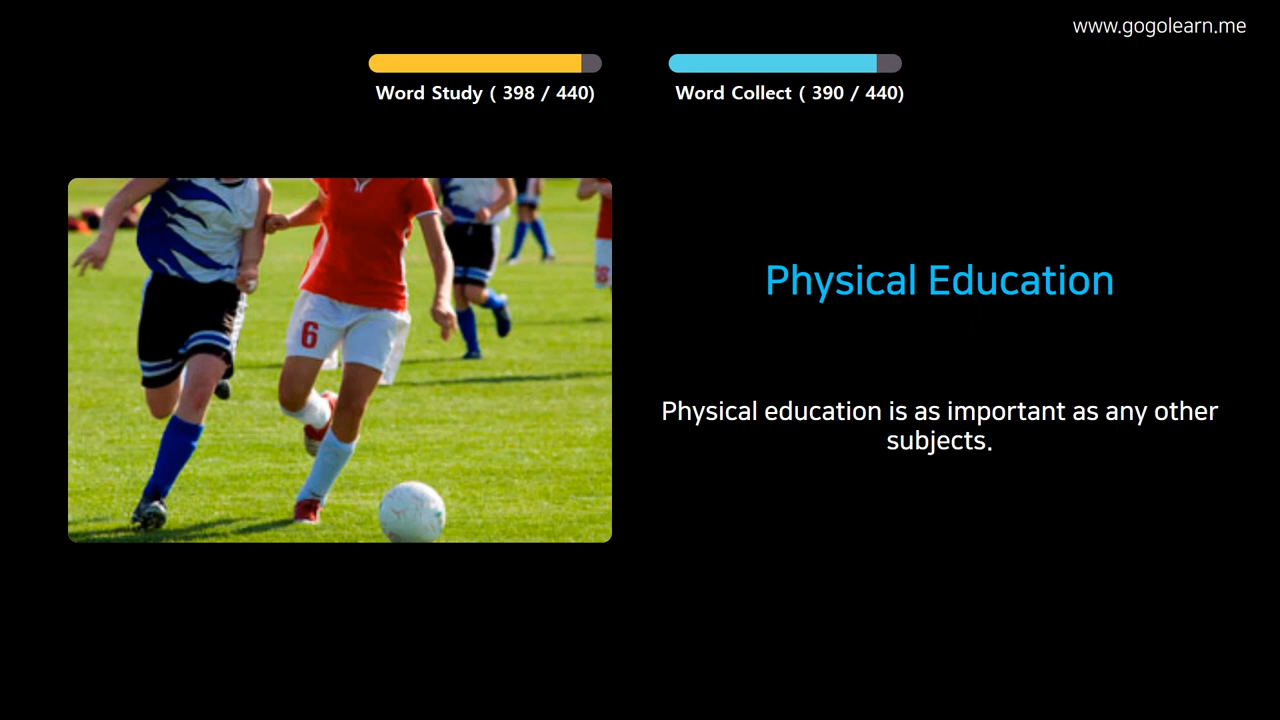 www.gogolearn.me
Word Study ( 398 / 440)
Word Collect ( 390 / 440)
6
Physical Education
Physical education is as important as any other
subjects.